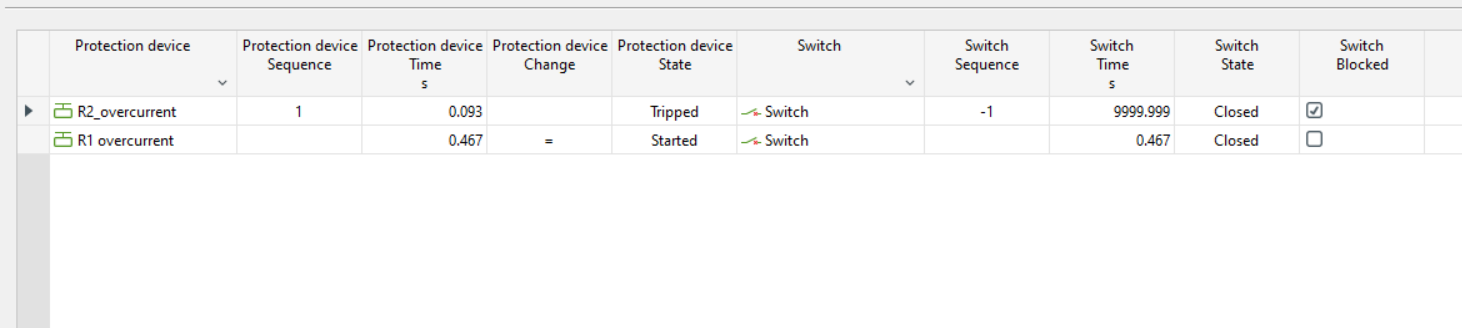 Protection device Protection device Protection device Protection device Protection device Switch Switch Switch Switch Switch
Sequence Time Change State Sequence Time State Blocked
s s
R2_overcurrent 1 0.093 Tripped Switch -1 9999.999 Closed
R1 overcurrent 0.467 = Started Switch 0.467 Closed